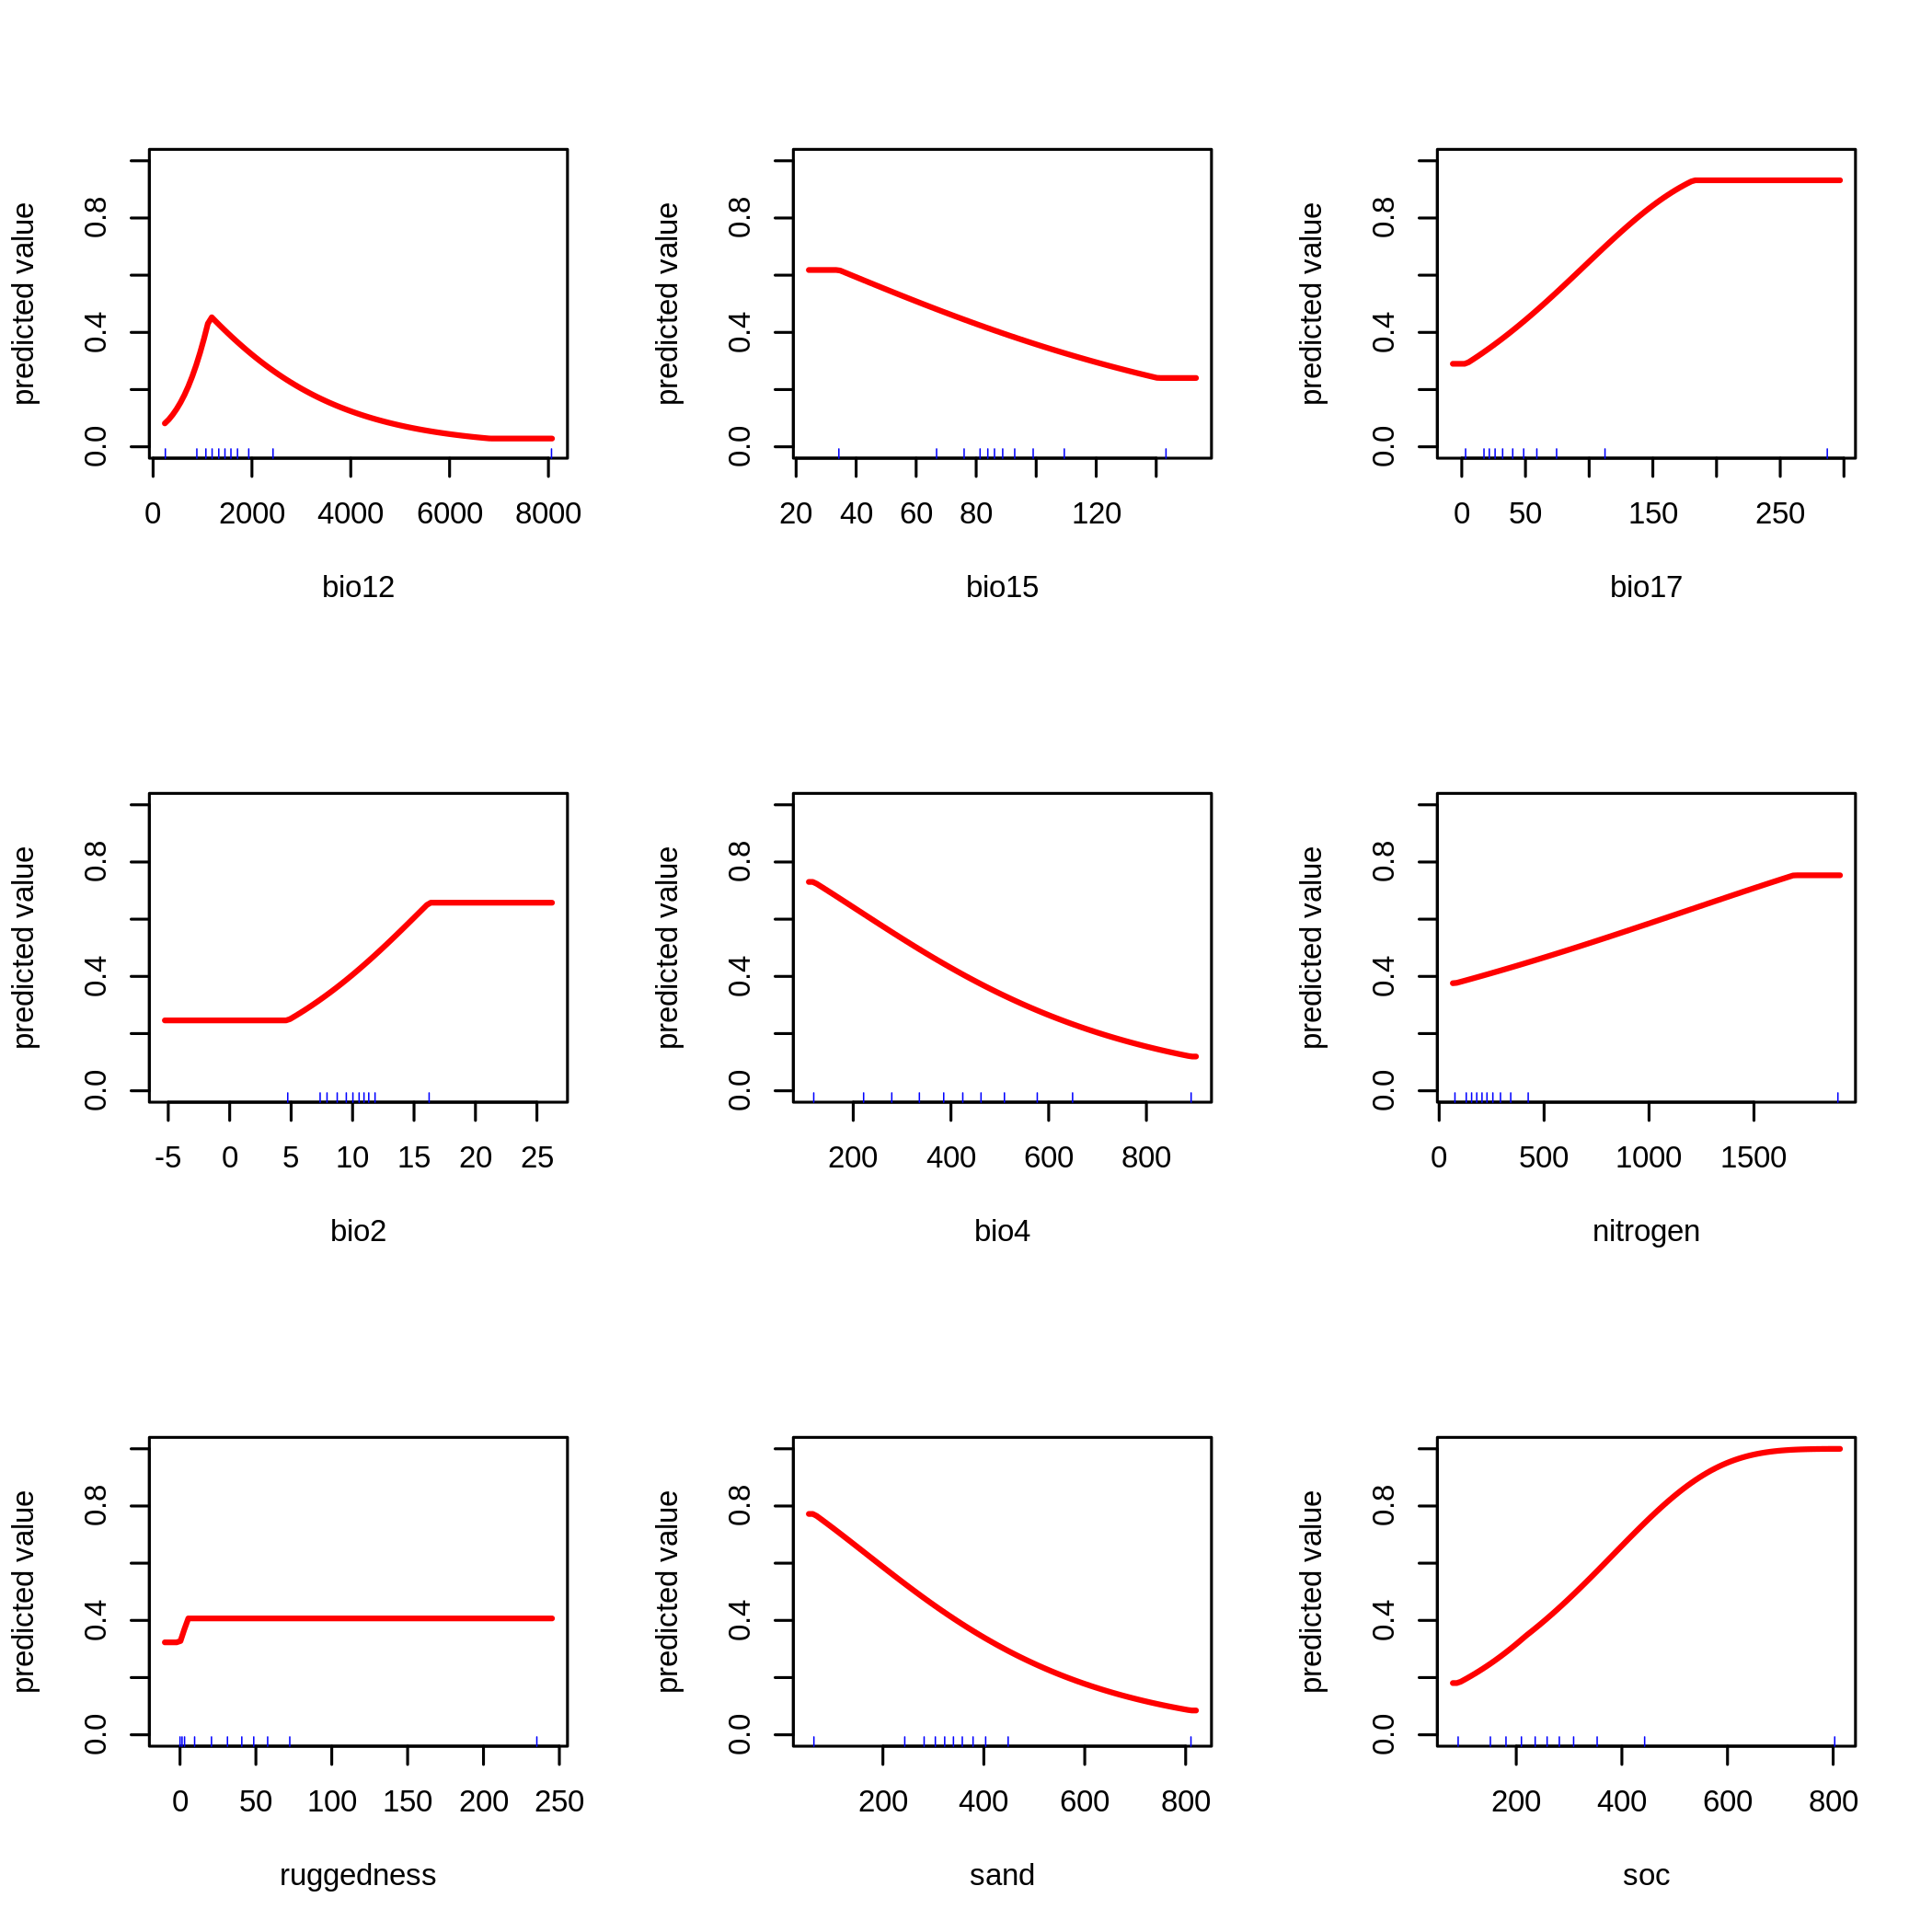 predicted value
0.0 0.4 0.8
0 2000 4000 6000 8000
bio12
predicted value
0.0 0.4 0.8
20 40 60 80 120
bio15
predicted value
0.0 0.4 0.8
0 50 150 250
bio17
predicted value
0.0 0.4 0.8
-5 0 5 10 15 20 25
bio2
predicted value
0.0 0.4 0.8
200 400 600 800
bio4
predicted value
0.0 0.4 0.8
0 500 1000 1500
nitrogen
predicted value
0.0 0.4 0.8
0 50 100 150 200 250
ruggedness
predicted value
0.0 0.4 0.8
200 400 600 800
sand
predicted value
0.0 0.4 0.8
200 400 600 800
soc